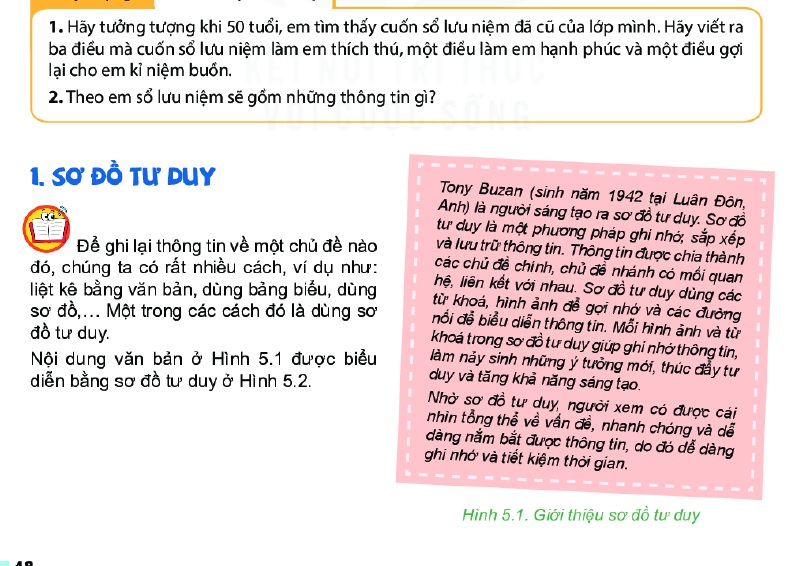 1. Hãy tưởng tượng khi 50 tuổi, em tìm thấy cuốn sổ lưu niệm đã cũ của lớp mình. Hãy viết ra
ba điều mà cuốn sổ lưu niệm làm em thích thú, một điều làm em hạnh phúc và một điều gợi
lại cho em kỉ niệm buồn.
2. Theo em sổ lưu niệm sẽ gồm những thông tin gì?
KẾT NỐI TRI THỨC
VỚI CUỘC SỐNG
1. SƠ ĐỒ TƯ DUY
Để ghi lại thông tin về một chủ đề nào
đó, chúng ta có rất nhiều cách, ví dụ như:
liệt kê bằng văn bản, dùng bảng biểu, dùng
sơ đồ,... Một trong các cách đó là dùng sơ
đồ tư duy.
Nội dung văn bản ở Hình 5.1 được biểu
diễn bằng sơ đồ tư duy ở Hình 5.2.
Tony Buzan (sinh năm 1942 tại Luân Đôn,
Anh) là người sáng tạo ra sơ đồ tư duy. Sơ đồ
tư duy là một phương pháp ghi nhớ, sắp xếp
và lưu trữ thông tin. Thông tin được chia thành
các chủ đề chính, chủ đề nhánh có mối quan
hệ, liên kết với nhau. Sơ đồ tư duy dùng các
từ khoá, hình ảnh để gợi nhớ và các đường
nối để biểu diễn thông tin. Mỗi hình ảnh và từ
khoá trong sơ đồ tư duy giúp ghi nhớ thông tin,
làm nảy sinh những ý tưởng mới, thúc đẩy tư
duy và tăng khả năng sáng tạo.
Nhờ sơ đồ tư duy, người xem có được cái
nhìn tổng thể về vấn đề, nhanh chóng và dễ
dàng nắm bắt được thông tin, do đó dễ dàng
ghi nhớ và tiết kiệm thời gian.
Hình 5.1. Giới thiệu sơ đồ tư duy